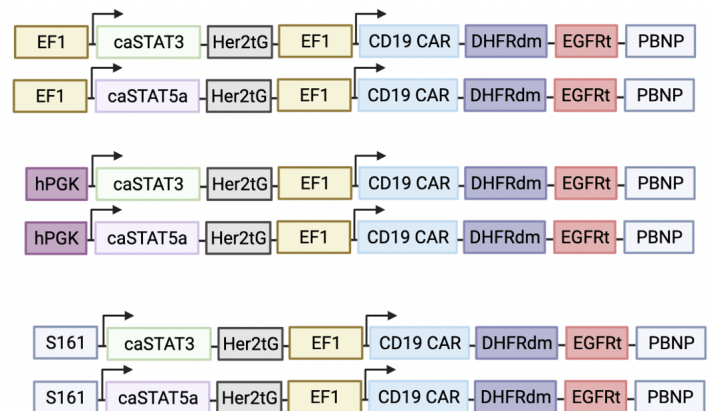 EF1 caSTAT3 Her2tG EF1 CD19 CAR DHFRdm EGFRt PBNP
EF1 caSTAT5a Her2tG EF1 CD19 CAR DHFRdm EGFRt PBNP
hPGK caSTAT3 Her2tG EF1 CD19 CAR DHFRdm EGFRt PBNP
hPGK caSTAT5a Her2tG EF1 CD19 CAR DHFRdm EGFRt PBNP
S161 caSTAT3 Her2tG EF1 CD19 CAR DHFRdm EGFRt PBNP
S161 caSTAT5a Her2tG EF1 CD19 CAR DHFRdm EGFRt PBNP